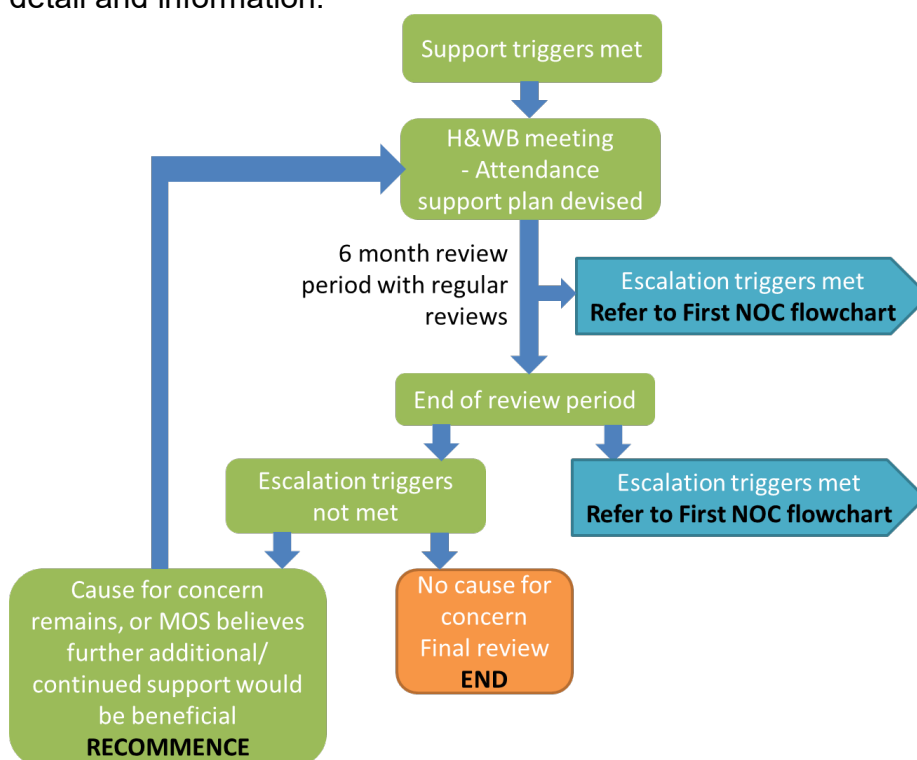 detail and information.
Support triggers met
H&WB meeting
- Attendance
support plan devised
6 month review
period with regular
reviews
Escalation triggers met
Refer to First NOC flowchart
End of review period
Escalation triggers
not met
Escalation triggers met
Refer to First NOC flowchart
Cause for concern
remains, or MOS believes
further additional/
continued support would
be beneficial
RECOMMENCE
No cause for
concern
Final review
END